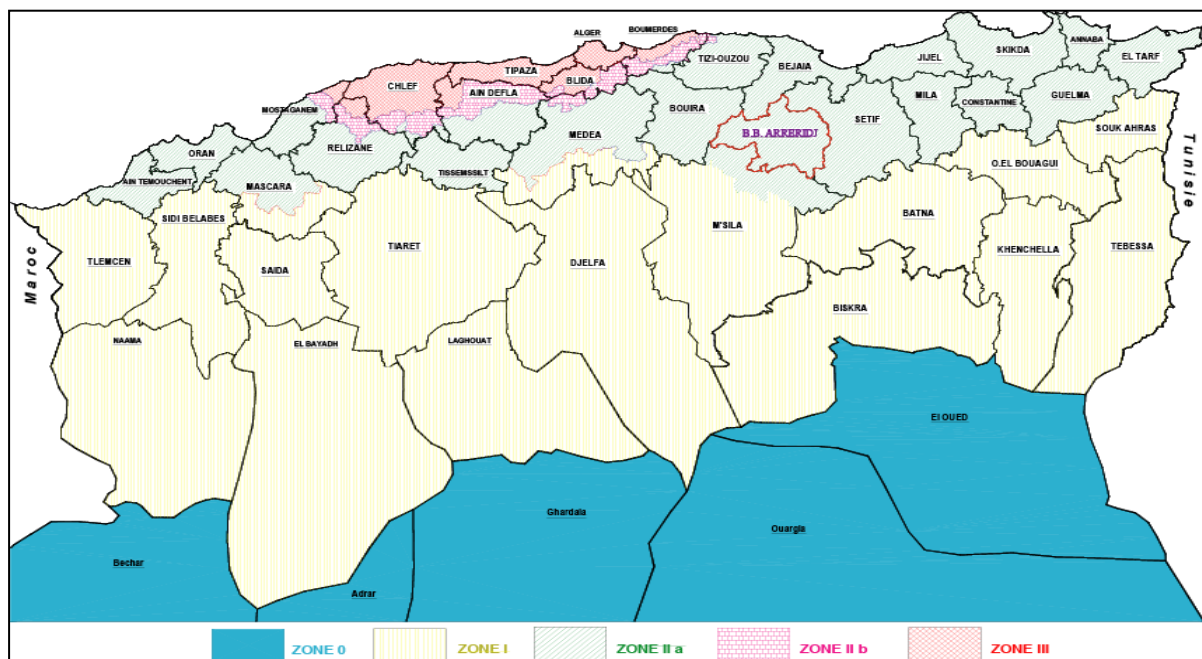 ALGER
BOUMERDES
ANNABA
SKIKDA
EL TARF
TIZI-OUZOU
BEJAIA
JIJEL
TIPAZA
BLIDA
CHLEF
AIN DEFLA
MILA
CONSTANTINE
GUELMA
MOSTAGANEM
BOUIRA
SETIF
B.B. ARRERIDJ
SOUK AHRAS
MEDEA
RELIZANE
ORAN
O.EL BOUAGUI
TISSEMSSILT
AIN TEMOUCHENT
MASCARA
Tunisie
SIDI BELABES
BATNA
M'SILA
TIARET
KHENCHELLA
TEBESSA
TLEMCEN
SAIDA
DJELFA
Maroc
BISKRA
NAAMA
EL BAYADH
LAGHOUAT
El OUED
Ghardaia
Ouargla
Bechar
Adrar
ZONE 0
ZONE I
ZONE II a
ZONE II b
ZONE III